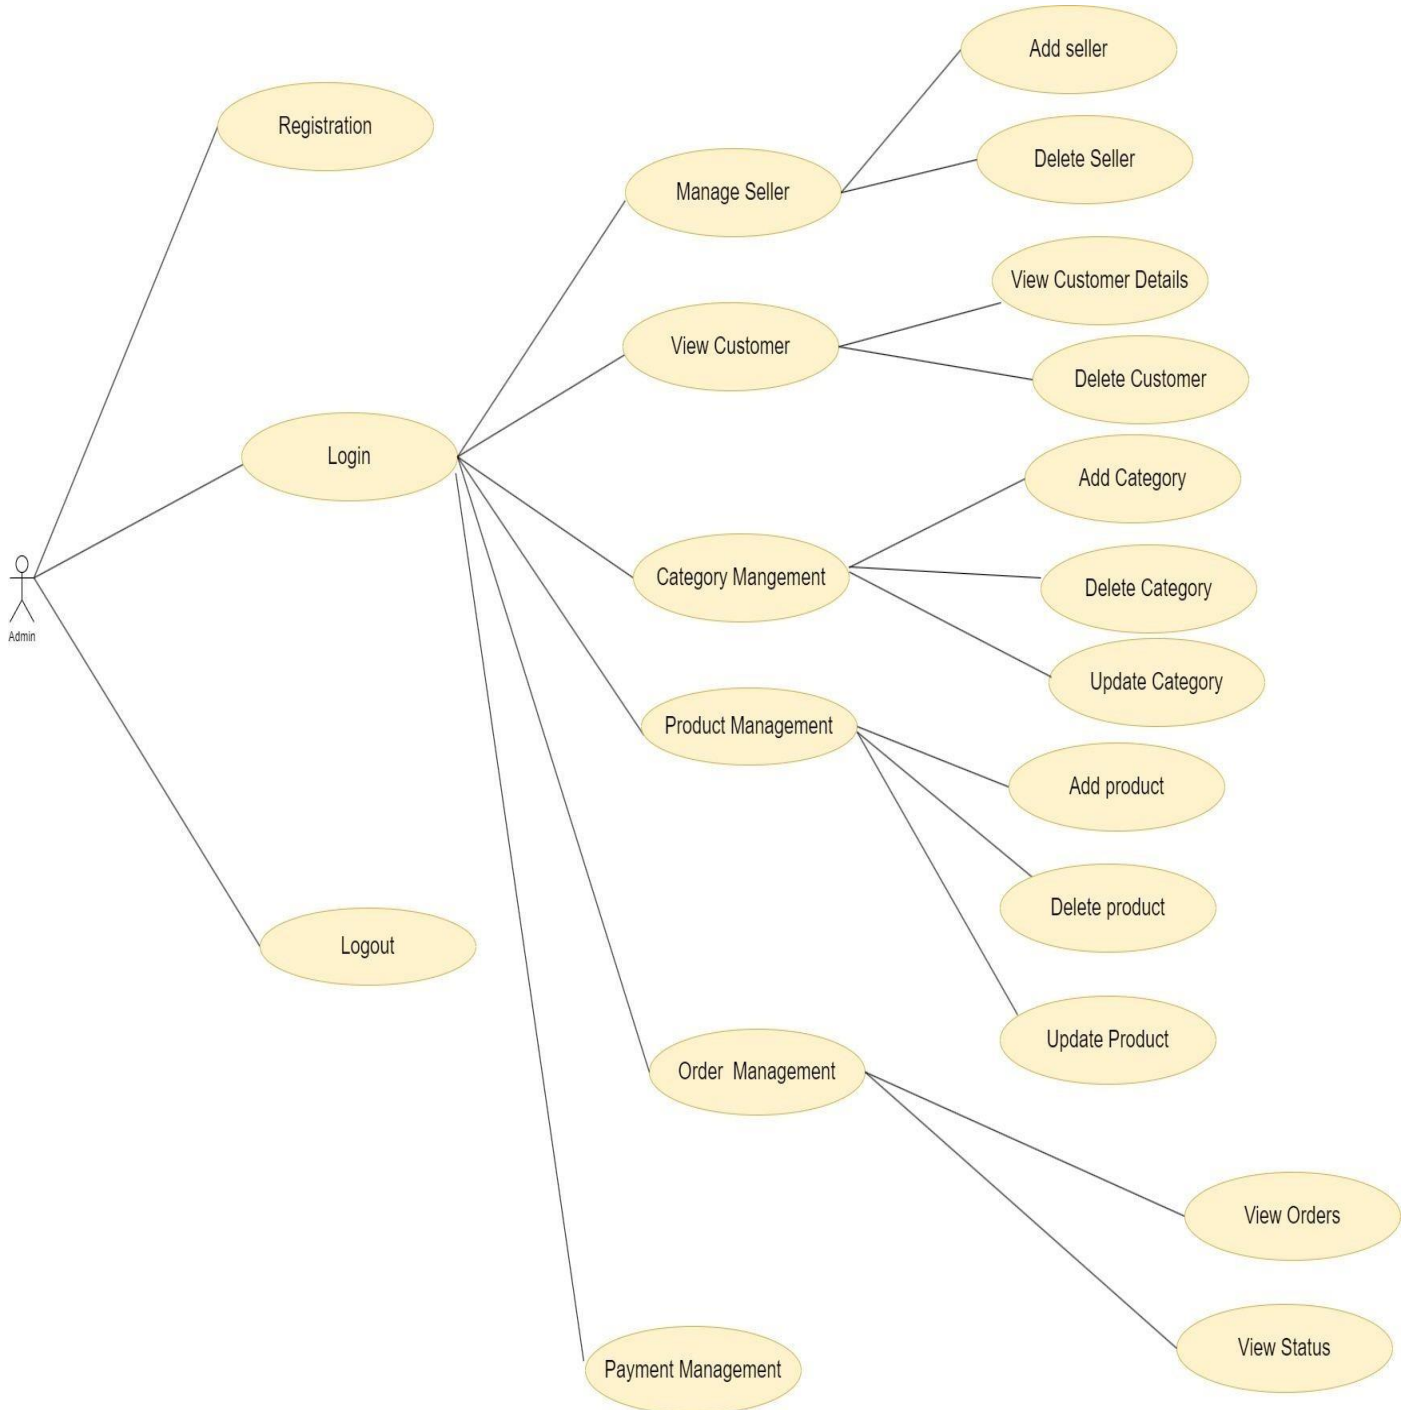 Add seller
Registration
Delete Seller
Manage Seller
View Customer Details
View Customer
Delete Customer
Login
Add Category
Category Mangement
Delete Category
Admin
Update Category
Product Management
Add product
Delete product
Logout
Update Product
Order  Management
View Orders
View Status
Payment Management